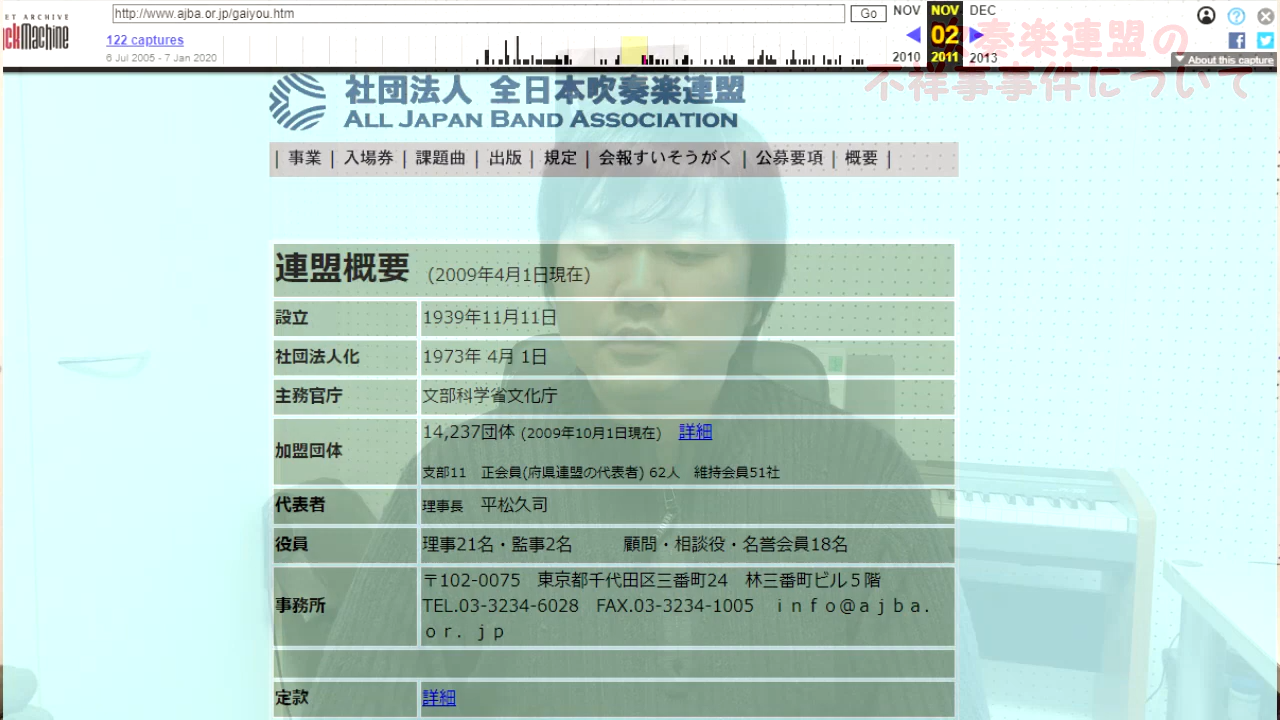 ET ARCHIVE
ckMachine
http://www.ajba.or.jp/gaiyou.htm
Go
NOV
NOV
DEC
122 captures
02
6 Jul 2005 - 7 Jan 2020
2010
2011
2013
About this capture
奏楽連盟の
不祥事事件について
社団法人 全日本吹奏楽連盟
ALL JAPAN BAND ASSOCIATION
| 事業 | 入場券 | 課題曲 | 出版 | 規定 | 会報すいそうがく | 公募要項 | 概要 |
連盟概要 (2009年4月1日現在)
設立 1939年11月11日
社団法人化 1973年 4月 1日
主務官庁 文部科学省文化庁
加盟団体 14,237団体 (2009年10月1日現在) 詳細
支部11 正会員(府県連盟の代表者) 62人 維持会員51社
代表者 理事長 平松久司
役員 理事21名・監事2名 顧問・相談役・名誉会員18名
事務所 〒102-0075 東京都千代田区三番町24 林三番町ビル５階
TEL.03-3234-6028 FAX.03-3234-1005 ｉｎｆｏ＠ａｊｂａ．
ｏｒ．ｊｐ
定款 詳細